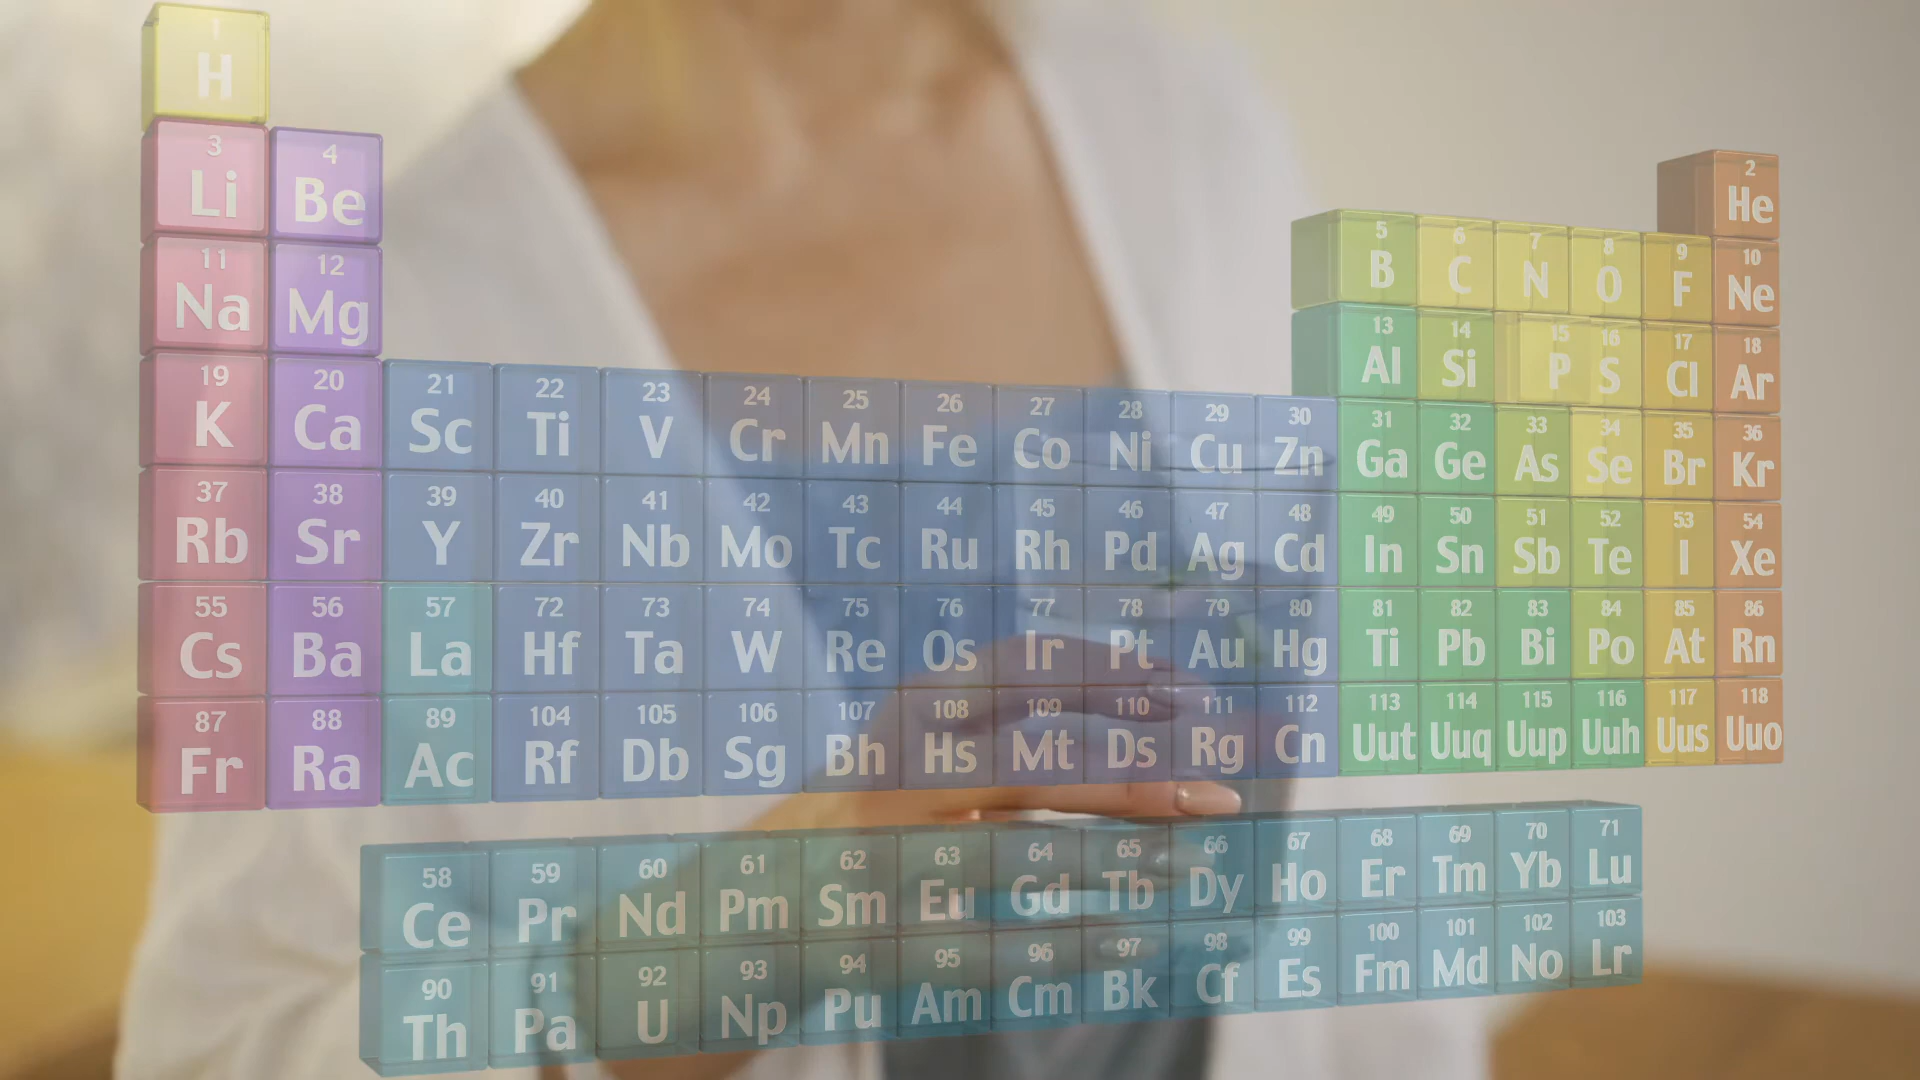 1
H
2
He
3
Li
4
Be
5
B
6
C
7
N
8
O
9
F
10
Ne
11
Na
12
Mg
13
Al
14
Si
15
P
16
S
17
Cl
18
Ar
19
K
20
Ca
21
Sc
22
Ti
23
V
24
Cr
25
Mn
26
Fe
27
Co
28
Ni
29
Cu
30
Zn
31
Ga
32
Ge
33
As
34
Se
35
Br
36
Kr
37
Rb
38
Sr
39
Y
40
Zr
41
Nb
42
Mo
43
Tc
44
Ru
45
Rh
46
Pd
47
Ag
48
Cd
49
In
50
Sn
51
Sb
52
Te
53
I
54
Xe
55
Cs
56
Ba
57
La
72
Hf
73
Ta
74
W
75
Re
76
Os
77
Ir
78
Pt
79
Au
80
Hg
81
Ti
82
Pb
83
Bi
84
Po
85
At
86
Rn
87
Fr
88
Ra
89
Ac
104
Rf
105
Db
106
Sg
107
Bh
108
Hs
109
Mt
110
Ds
111
Rg
112
Cn
113
Uut
114
Uuq
115
Uup
116
Uuh
117
Uus
118
Uuo
58
Ce
59
Pr
60
Nd
61
Pm
62
Sm
63
Eu
64
Gd
65
Tb
66
Dy
67
Ho
68
Er
69
Tm
70
Yb
71
Lu
90
Th
91
Pa
92
U
93
Np
94
Pu
95
Am
96
Cm
97
Bk
98
Cf
99
Es
100
Fm
101
Md
102
No
103
Lr